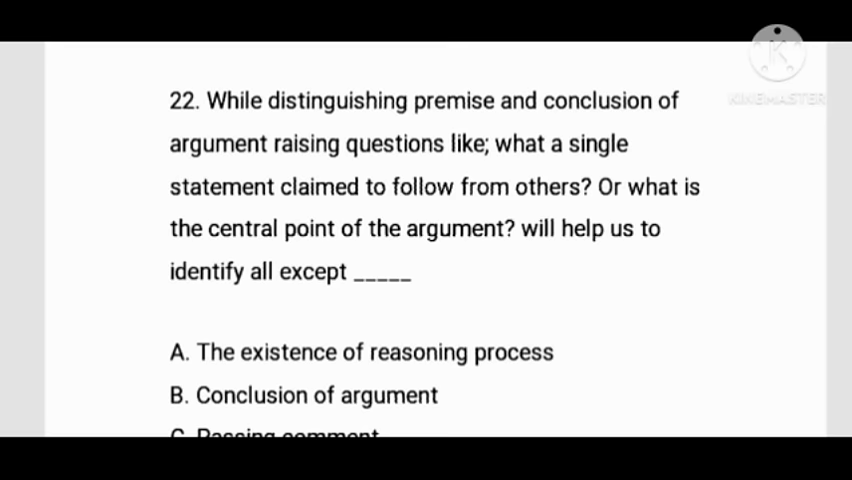 KINEMASTER
22. While distinguishing premise and conclusion of
argument raising questions like; what a single
statement claimed to follow from others? Or what is
the central point of the argument? will help us to
identify all except _____
A. The existence of reasoning process
B. Conclusion of argument
C. Passing comment